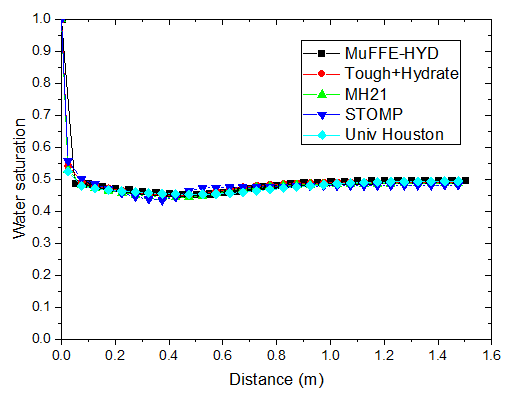 1.0
0.9
0.8
0.7
0.6
0.5
0.4
0.3
0.2
0.1
0.0
Water saturation
MuFFE-HYD
Tough+Hydrate
MH21
STOMP
Univ Houston
0.0 0.2 0.4 0.6 0.8 1.0 1.2 1.4 1.6
Distance (m)